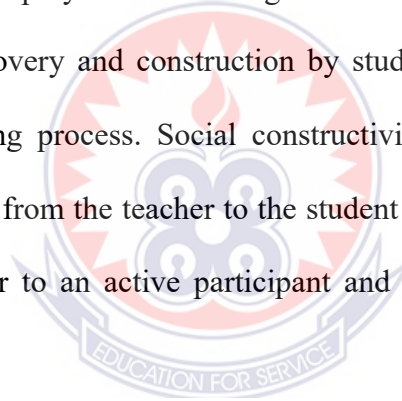 overy and construction by stud
ng process. Social constructivi
from the teacher to the student
r to an active participant and
EDUCATION FOR SERVICE